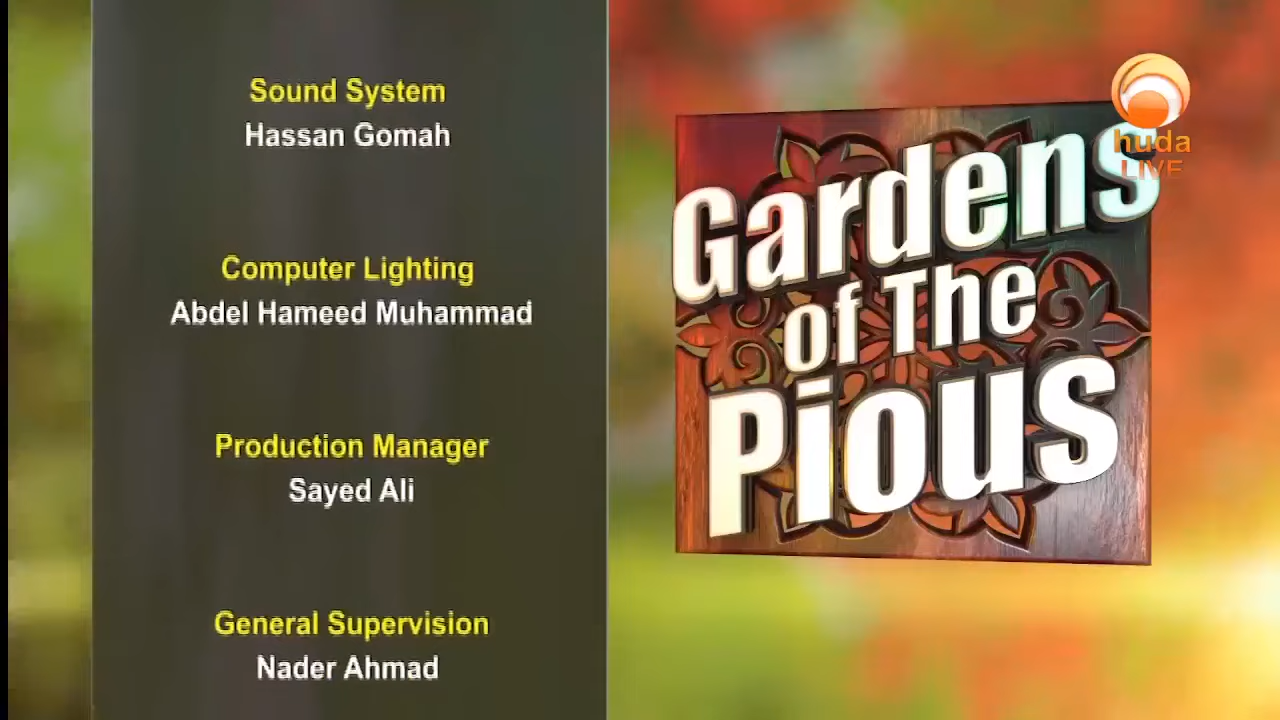 Sound System
Hassan Gomah
Computer Lighting
Abdel Hameed Muhammad
Production Manager
Sayed Ali
General Supervision
Nader Ahmad
Gardens
of The
Pious
huda
LIVE